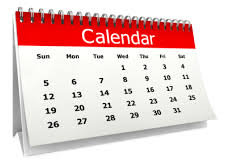 Calendar
Sun Mon Tue Wed Thu Fri Sat
1 2 3 4
5 6 7 8 9 10 11
12 13 14 15 16 17 18
19 20 21 22 23 24 25
26 27 28 29 30 31